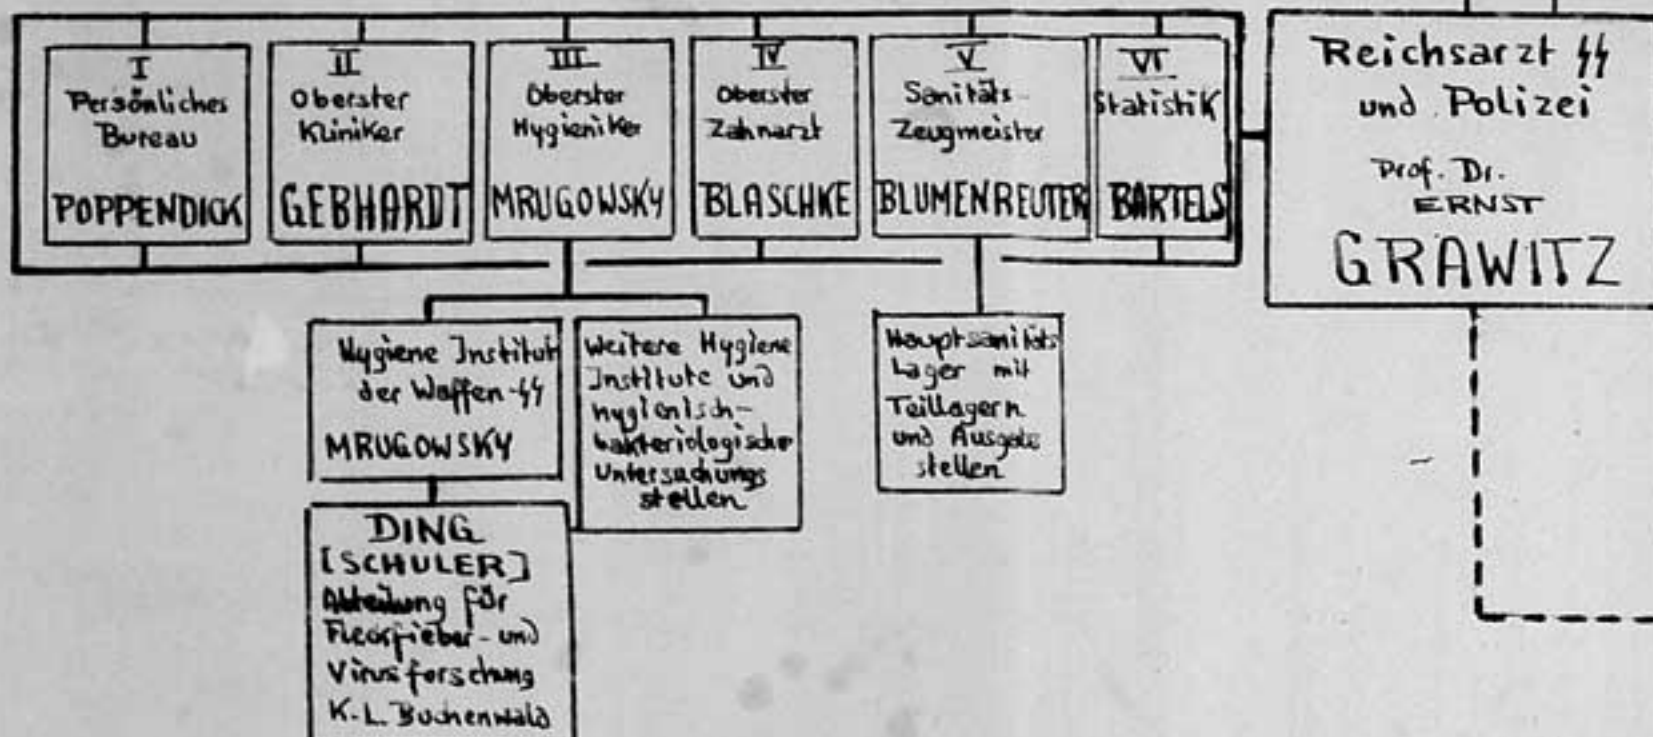 I
Persönliches
Bureau
POPPENDICK
II
Oberster
Kliniker
GEBHARDT
III
Oberster
Hygieniker
MRUGOWSKY
IV
Oberster
Zahnarzt
BLASCHKE
V
Sanitäts-
Zeugmeister
BLUMENREUTER
VI
Statistik
BARTELS
Reichsarzt ϟϟ
und Polizei
Prof. Dr.
ERNST
GRAWITZ
Hygiene Institut
der Waffen-ϟϟ
MRUGOWSKY
Weitere Hygiene
Institute und
hygienisch-
bakteriologische
Untersuchungs
stellen
Hauptsanitäts
Lager mit
Teillagern
und Ausgabe
stellen
DING
[SCHULER]
Abteilung für
Fleckfieber- und
Virusforschung
K.-L. Buchenwald